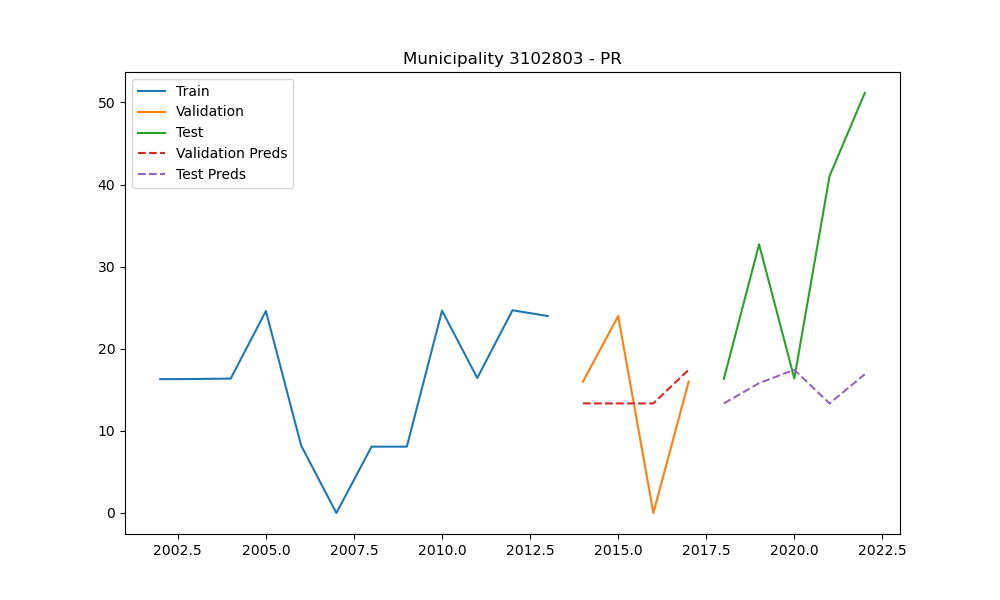 Municipality 3102803 - PR
Train
Validation
Test
Validation Preds
Test Preds
50
40
30
20
10
0
2002.5 2005.0 2007.5 2010.0 2012.5 2015.0 2017.5 2020.0 2022.5